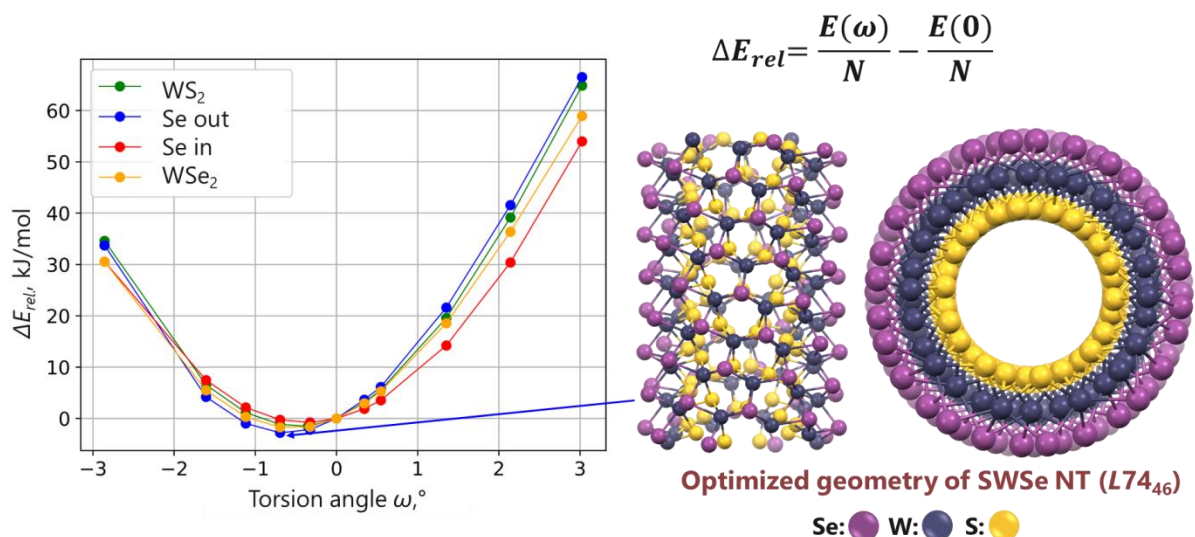 WS₂
Se out
Se in
WSe₂
ΔE_rel, kJ/mol
60
50
40
30
20
10
0
−3 −2 −1 0 1 2 3
Torsion angle ω,°
ΔE_rel = E(ω)/N − E(0)/N
Optimized geometry of SWSe NT (L74₄₆)
Se: W: S: